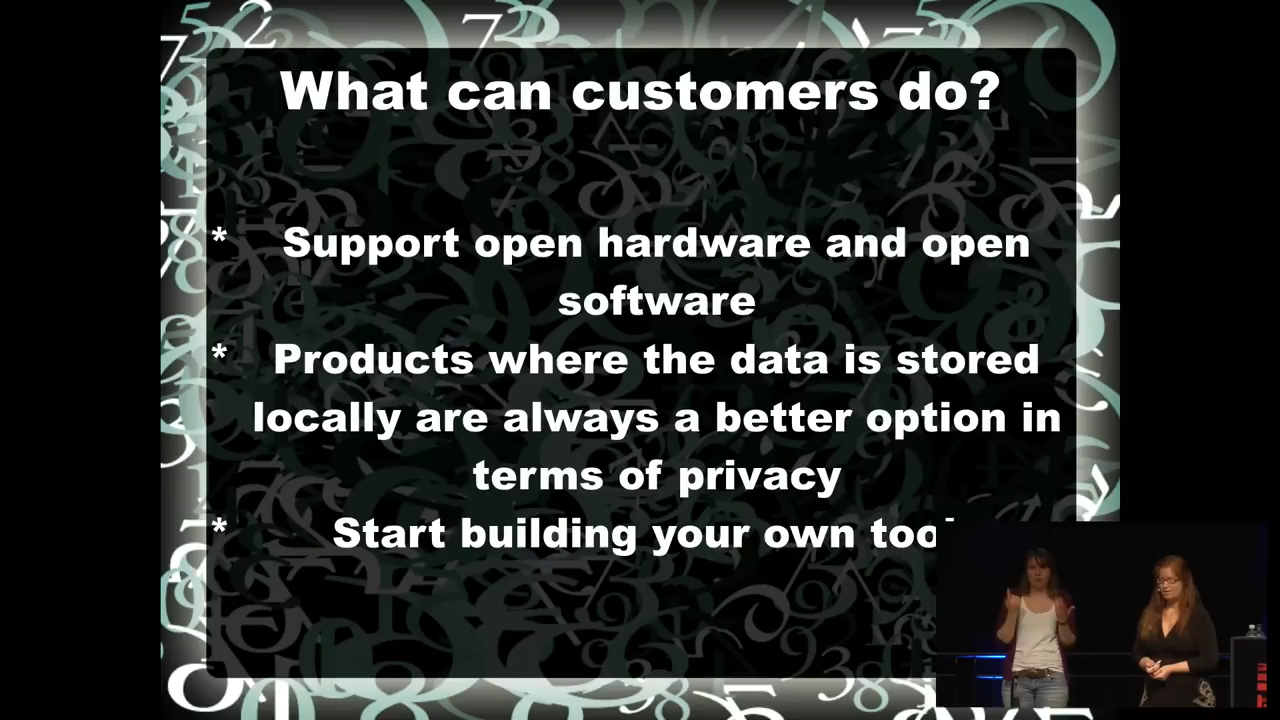 What can customers do?
* Support open hardware and open
software
* Products where the data is stored
locally are always a better option in
terms of privacy
* Start building your own